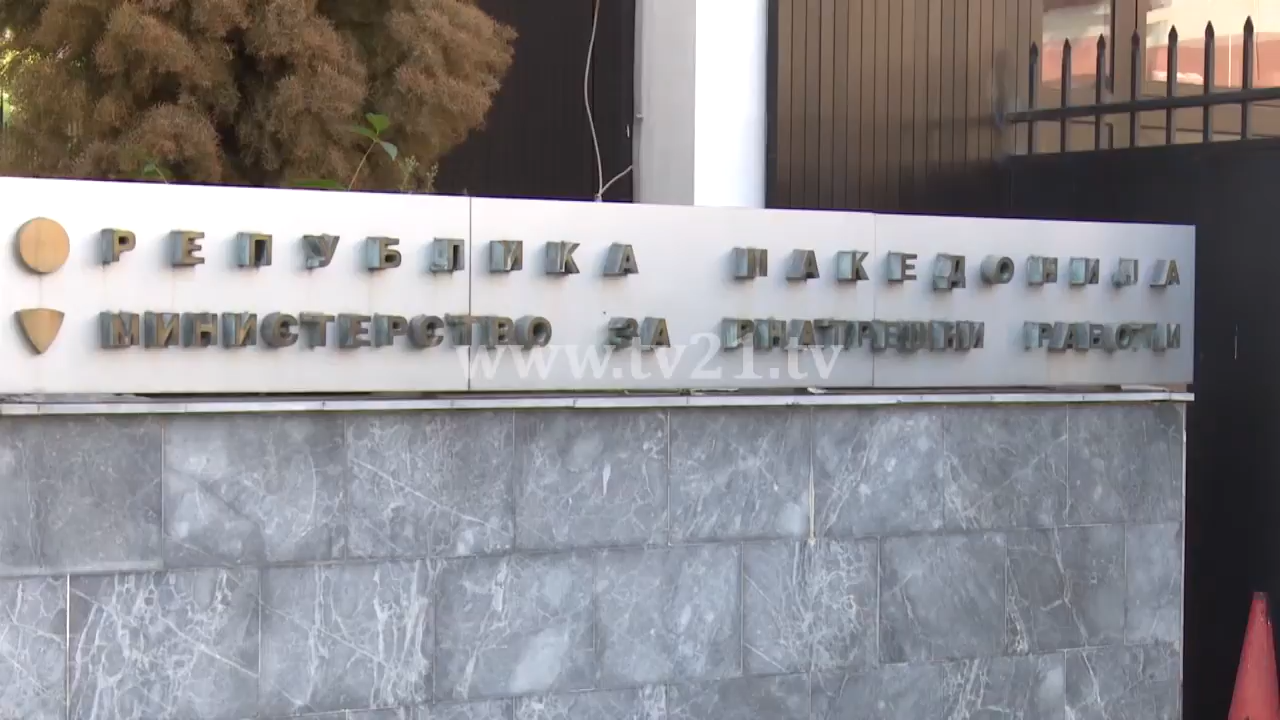 РЕПУБЛИКА МАКЕДОНИЈА
МИНИСТЕРСТВО ЗА ВНАТРЕШНИ РАБОТИ
www.tv21.tv